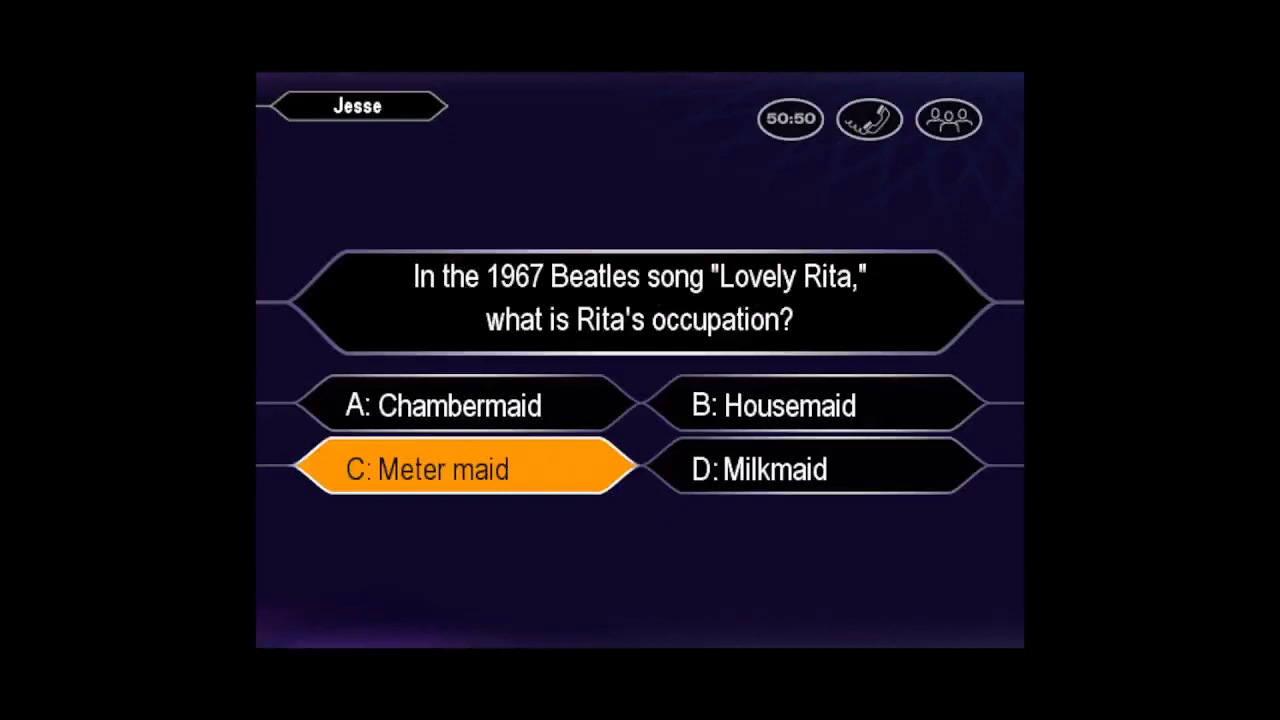 Jesse
50:50
In the 1967 Beatles song "Lovely Rita,"
what is Rita's occupation?
A: Chambermaid
B: Housemaid
C: Meter maid
D: Milkmaid